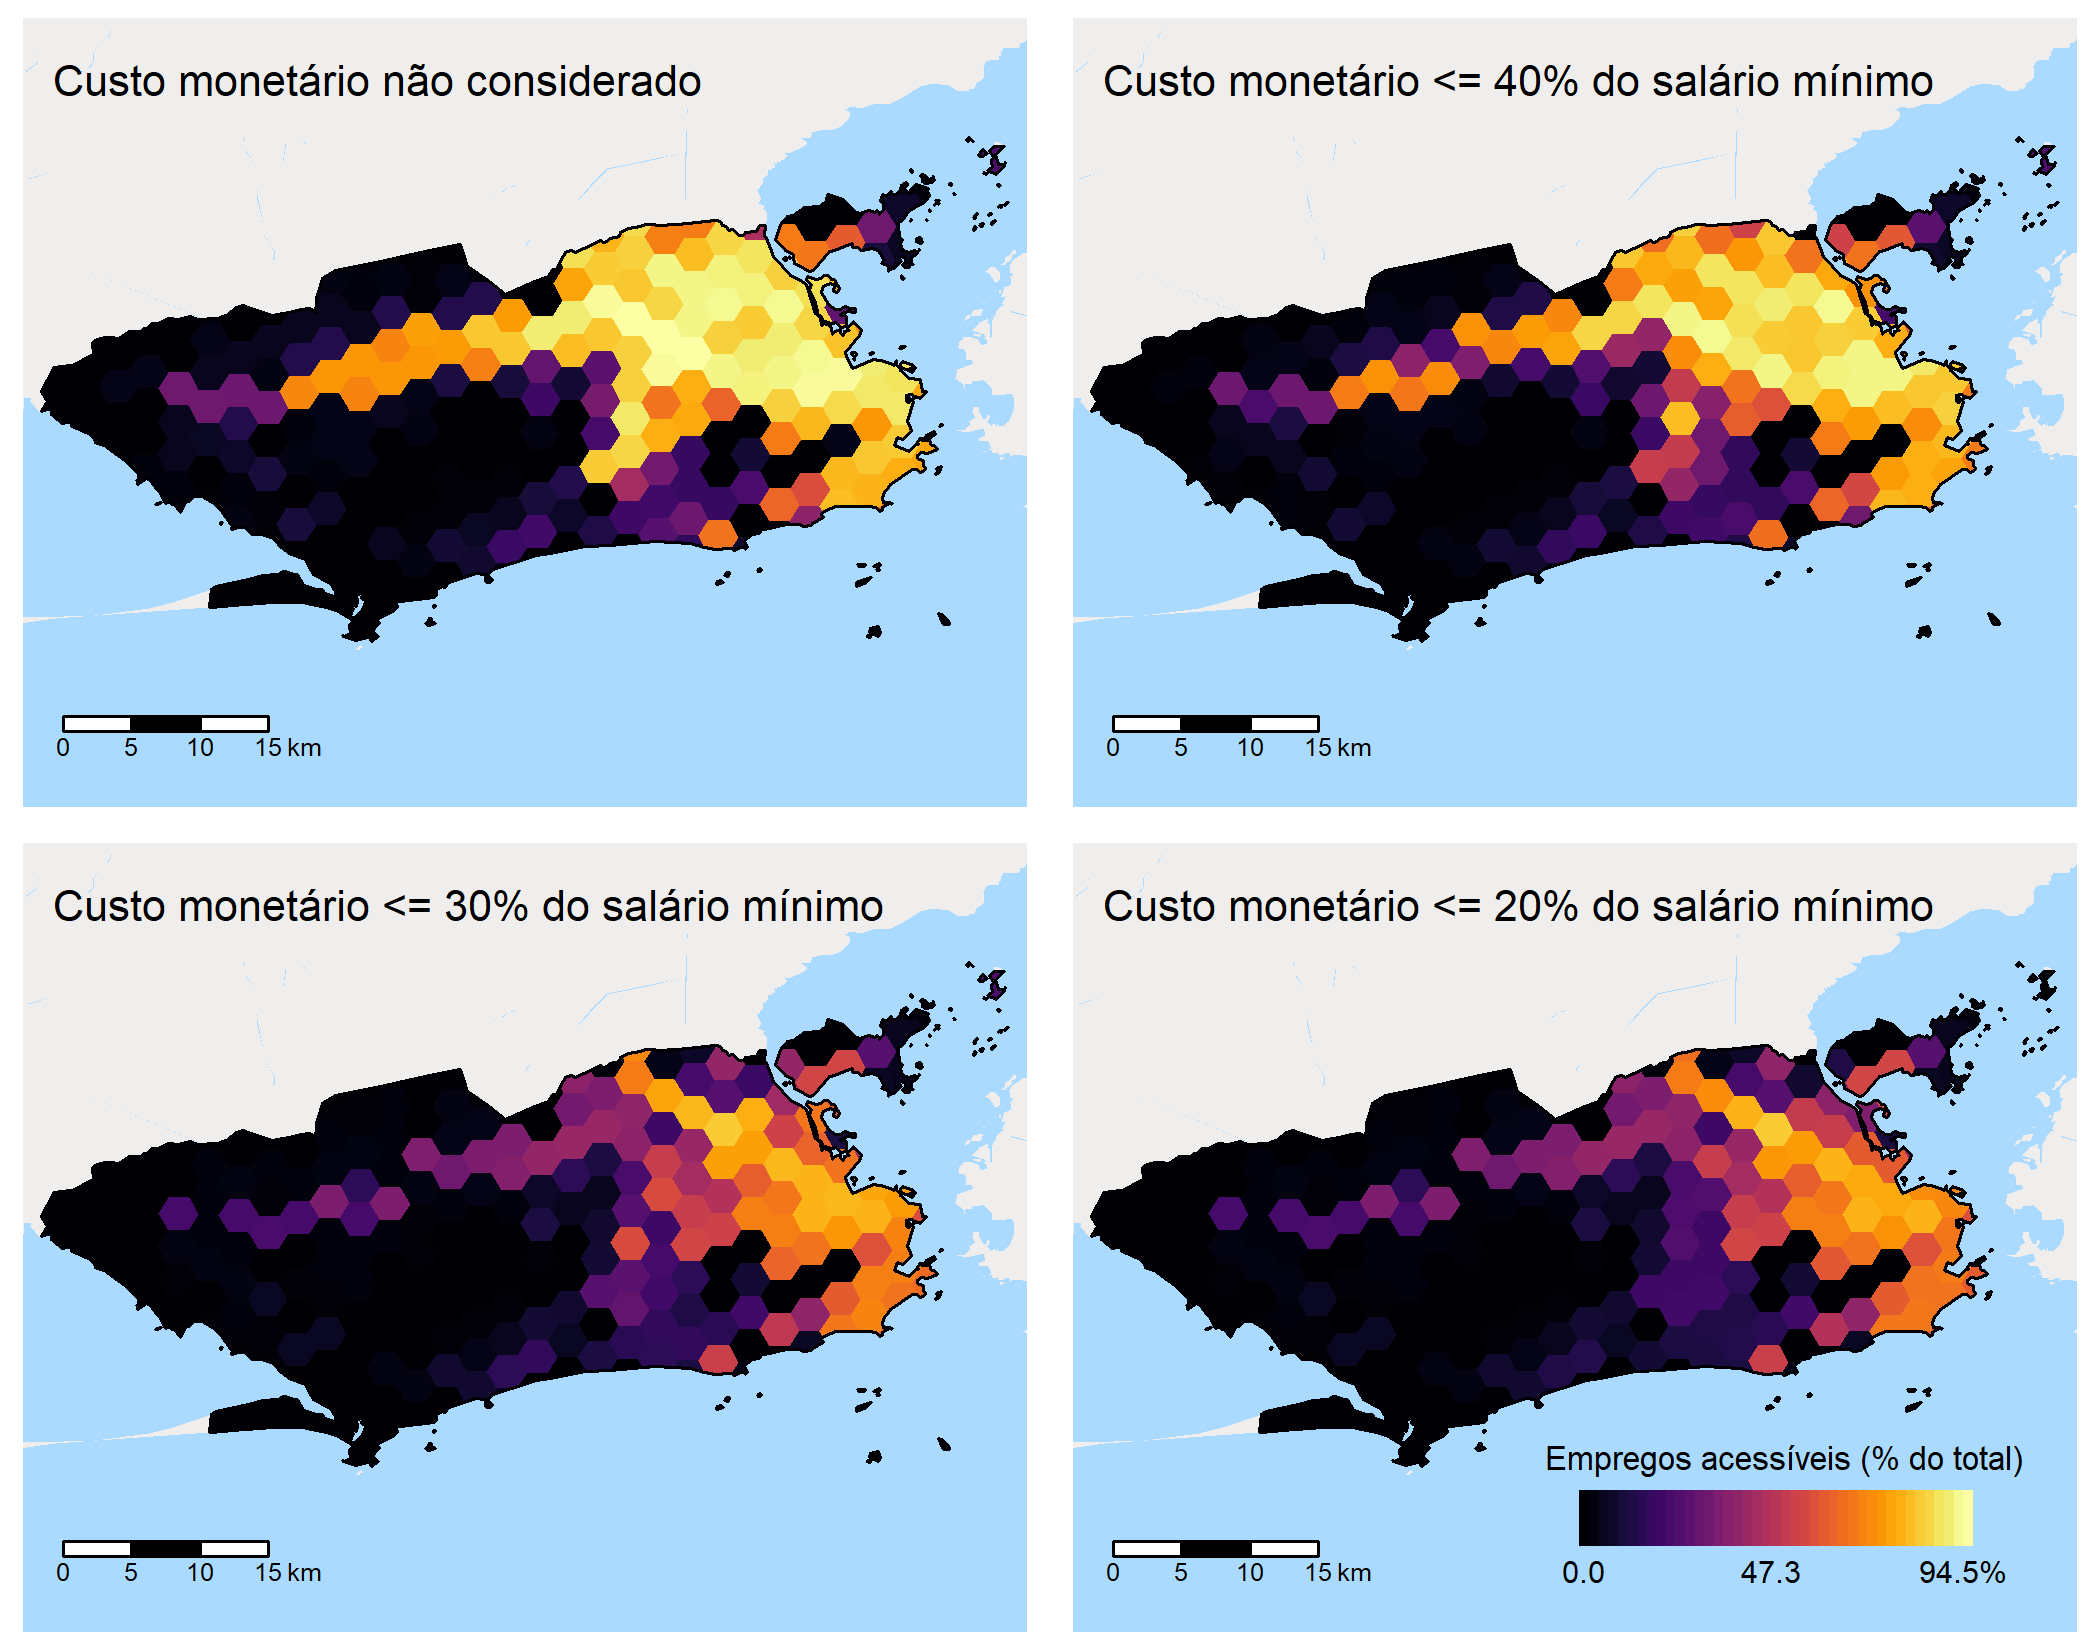 Custo monetário não considerado
Custo monetário <= 40% do salário mínimo
0 5 10 15 km
0 5 10 15 km
Custo monetário <= 30% do salário mínimo
Custo monetário <= 20% do salário mínimo
Empregos acessíveis (% do total)
0.0 47.3 94.5%
0 5 10 15 km
0 5 10 15 km